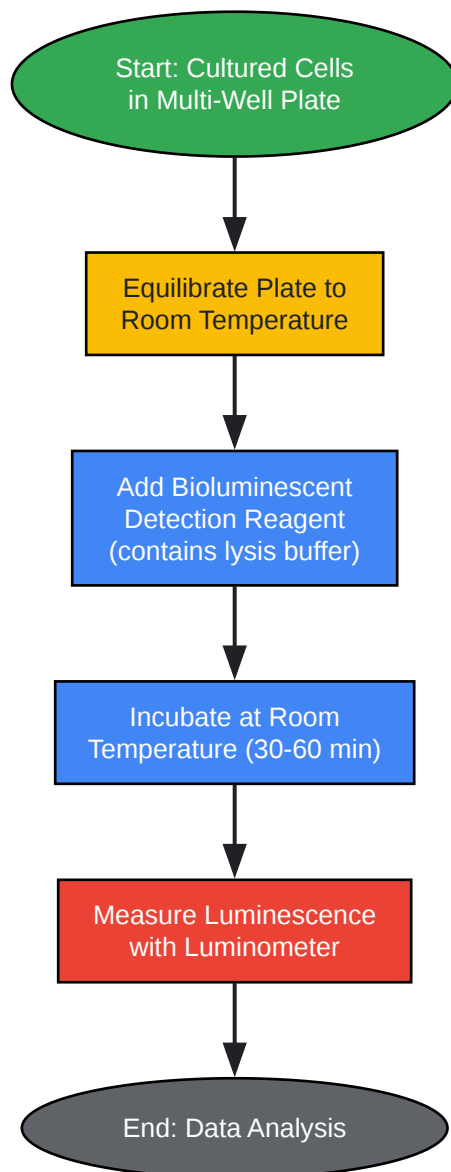 Start: Cultured Cells
in Multi-Well Plate
Equilibrate Plate to
Room Temperature
Add Bioluminescent
Detection Reagent
(contains lysis buffer)
Incubate at Room
Temperature (30-60 min)
Measure Luminescence
with Luminometer
End: Data Analysis